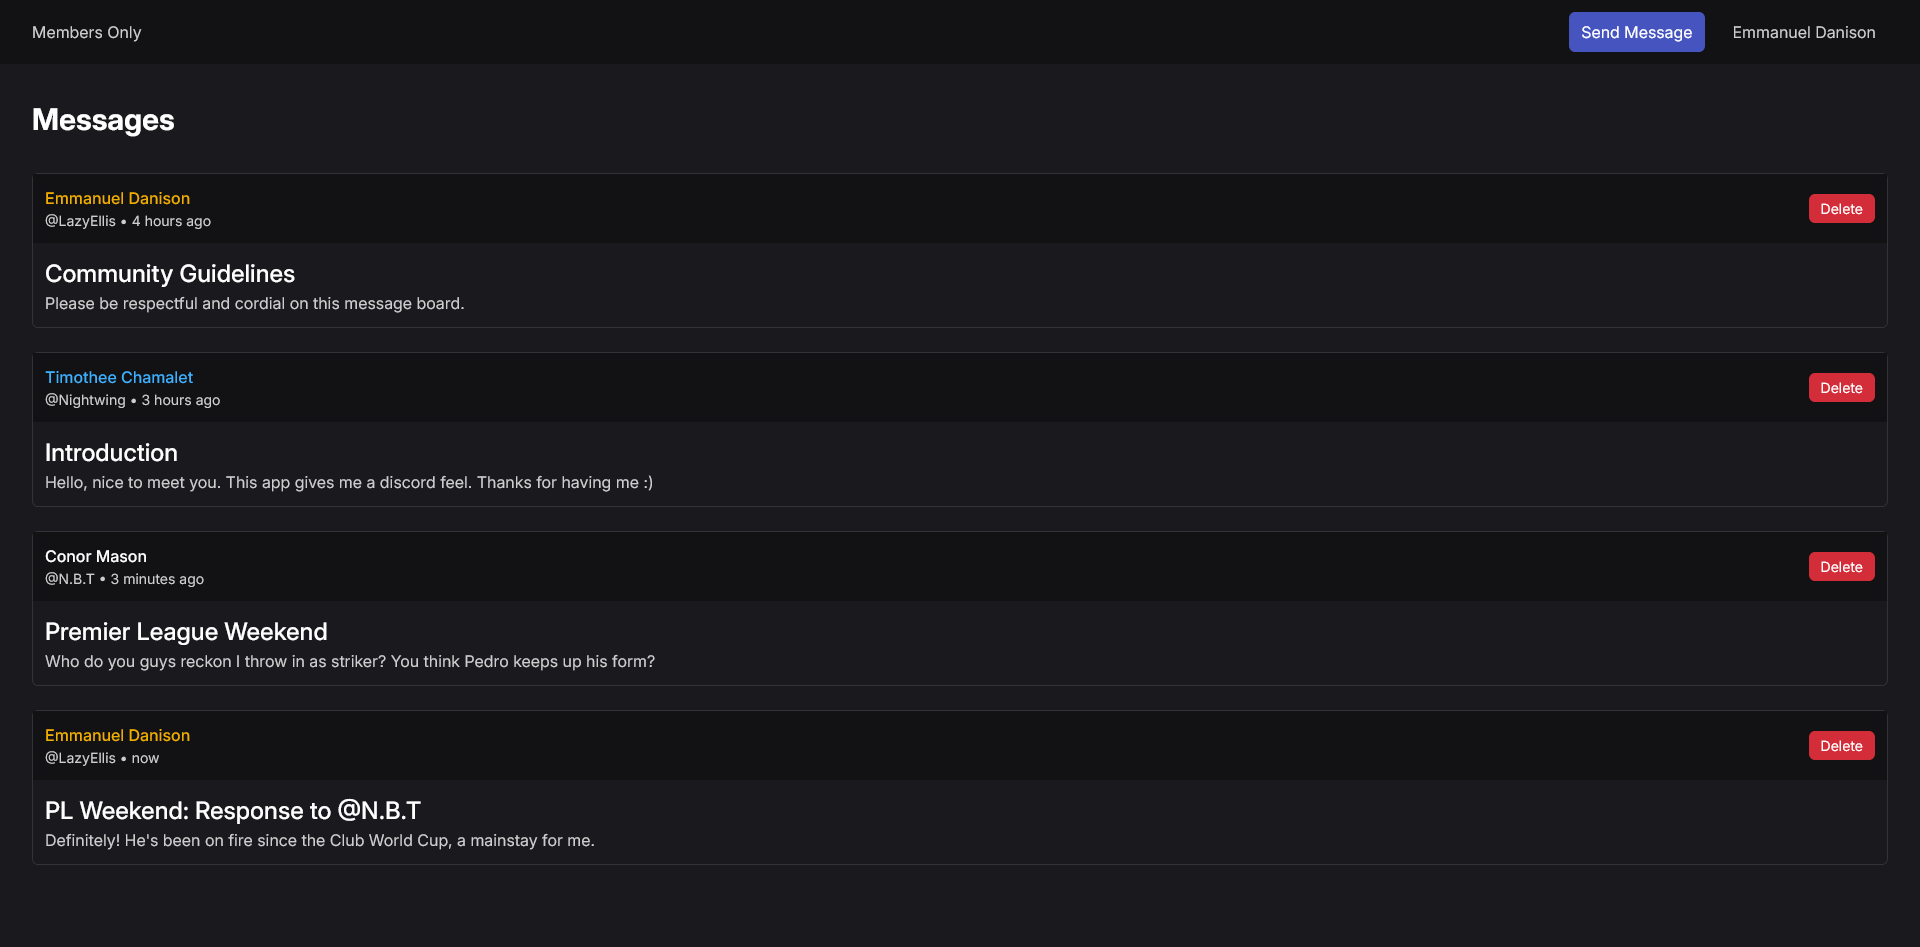 Members Only
Send Message
Emmanuel Danison
Messages
Emmanuel Danison
@LazyEllis • 4 hours ago
Delete
Community Guidelines
Please be respectful and cordial on this message board.
Timothee Chamalet
@Nightwing • 3 hours ago
Delete
Introduction
Hello, nice to meet you. This app gives me a discord feel. Thanks for having me :)
Conor Mason
@N.B.T • 3 minutes ago
Delete
Premier League Weekend
Who do you guys reckon I throw in as striker? You think Pedro keeps up his form?
Emmanuel Danison
@LazyEllis • now
Delete
PL Weekend: Response to @N.B.T
Definitely! He's been on fire since the Club World Cup, a mainstay for me.